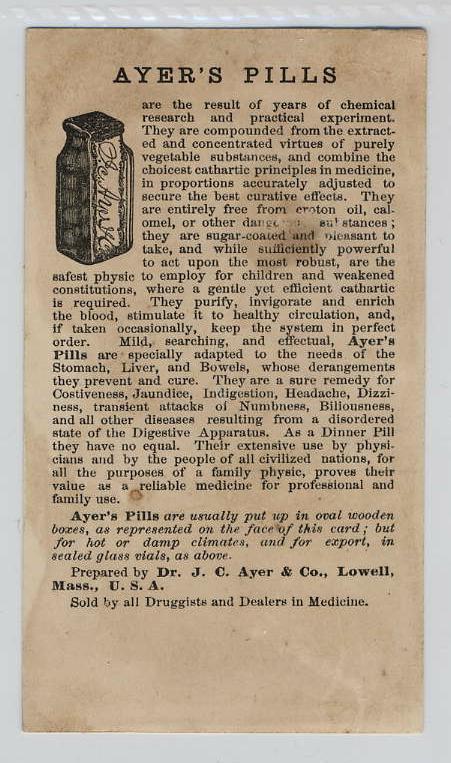 AYER'S PILLS
are the result of years of chemical
research and practical experiment.
They are compounded from the extract-
ed and concentrated virtues of purely
vegetable substances, and combine the
choicest cathartic principles in medicine,
in proportions accurately adjusted to
secure the best curative effects. They
are entirely free from croton oil, cal-
omel, or other substances;
they are sugar-coated and pleasant to
take, and while sufficiently powerful
to act upon the most robust, are the
safest physic to employ for children and weakened
constitutions, where a gentle yet efficient cathartic
is required. They purify, invigorate and enrich
the blood, stimulate it to healthy circulation, and,
if taken occasionally, keep the system in perfect
order. Mild, searching, and effectual, Ayer's
Pills are specially adapted to the needs of the
Stomach, Liver, and Bowels, whose derangements
they prevent and cure. They are a sure remedy for
Costiveness, Jaundice, Indigestion, Headache, Dizzi-
ness, transient attacks of Numbness, Biliousness,
and all other diseases resulting from a disordered
state of the Digestive Apparatus. As a Dinner Pill
they have no equal. Their extensive use by physi-
cians and by the people of all civilized nations, for
all the purposes of a family physic, proves their
value as a reliable medicine for professional and
family use.
Ayer's Pills are usually put up in oval wooden
boxes, as represented on the face of this card; but
for hot or damp climates, and for export, in
sealed glass vials, as above.
Prepared by Dr. J. C. Ayer & Co., Lowell,
Mass., U. S. A.
Sold by all Druggists and Dealers in Medicine.